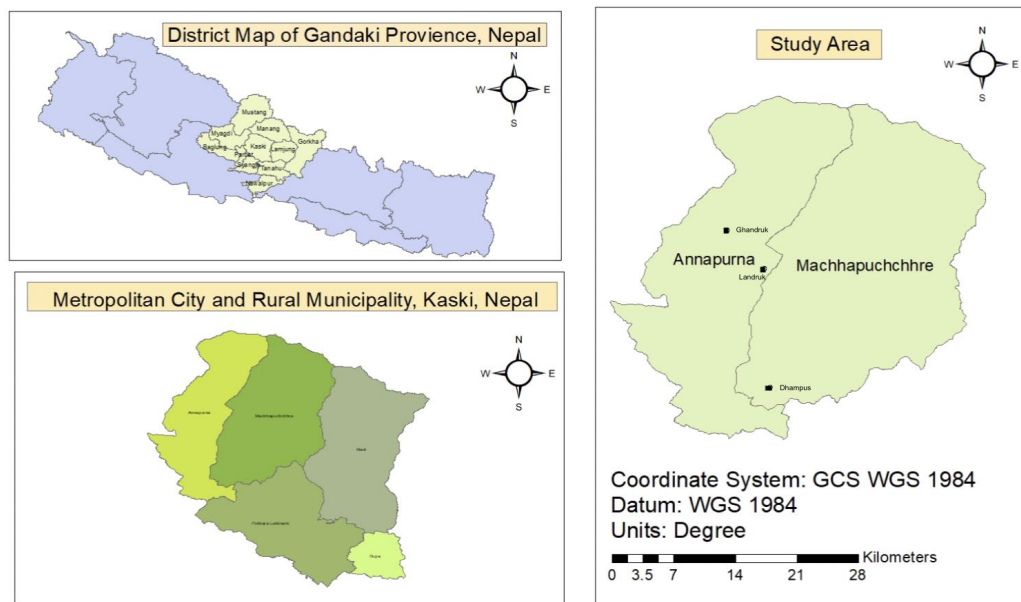 District Map of Gandaki Provience, Nepal
N
W E
S
Mustang
Manang
Myagdi
Gorkha
Kaski
Baglung
Lamjung
Tanahu
Metropolitan City and Rural Municipality, Kaski, Nepal
N
W E
S
Annapurna
Machhapuchchhre
Study Area
N
W E
S
Ghandruk
Annapurna
Machhapuchchhre
Landruk
Dhampus
Coordinate System: GCS WGS 1984
Datum: WGS 1984
Units: Degree
Kilometers
0 3.5 7 14 21 28